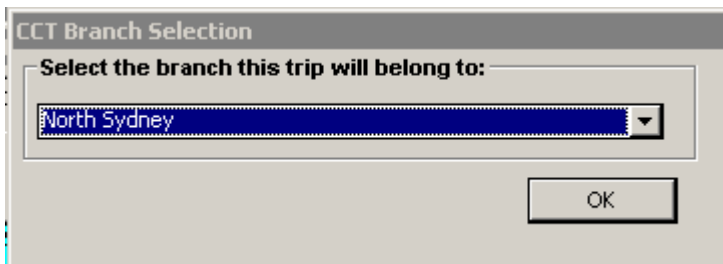 CCT Branch Selection
Select the branch this trip will belong to:
North Sydney
OK